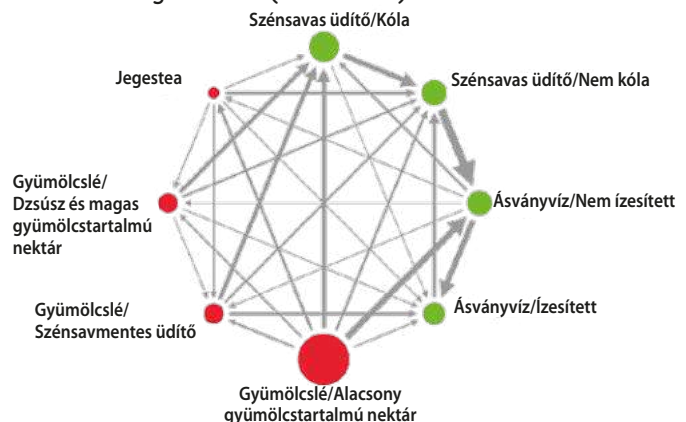 Szénsavas üdítő/Kóla
Jegestea
Szénsavas üdítő/Nem kóla
Gyümölcslé/
Dzsúsz és magas
gyümölcstartalmú
nektár
Ásványvíz/Nem ízesített
Gyümölcslé/
Szénsavmentes üdítő
Ásványvíz/Ízesített
Gyümölcslé/Alacsony
gyümölcstartalmú nektár